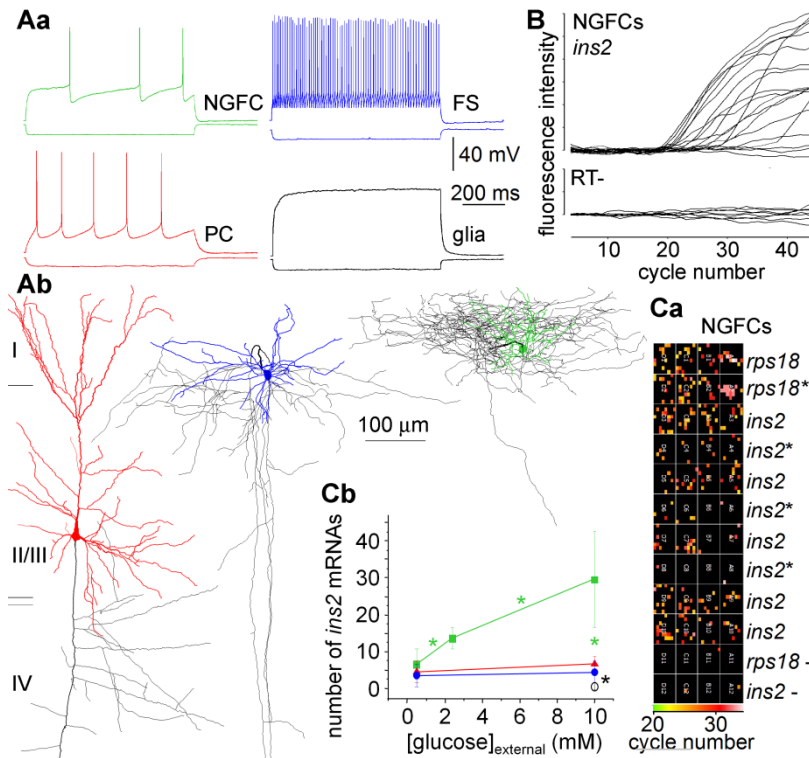 Aa
NGFC
FS
40 mV
200 ms
PC
glia
B
NGFCs
ins2
fluorescence intensity
RT-
10 20 30 40
cycle number
Ab
I
II/III
IV
100 μm
Ca
NGFCs
rps18
rps18*
ins2
ins2*
ins2
ins2*
ins2
ins2*
ins2
ins2
rps18 -
ins2 -
20 30
cycle number
Cb
number of ins2 mRNAs
40
30
20
10
5
0
*
*
*
*
0 2 4 6 8 10
[glucose]external (mM)